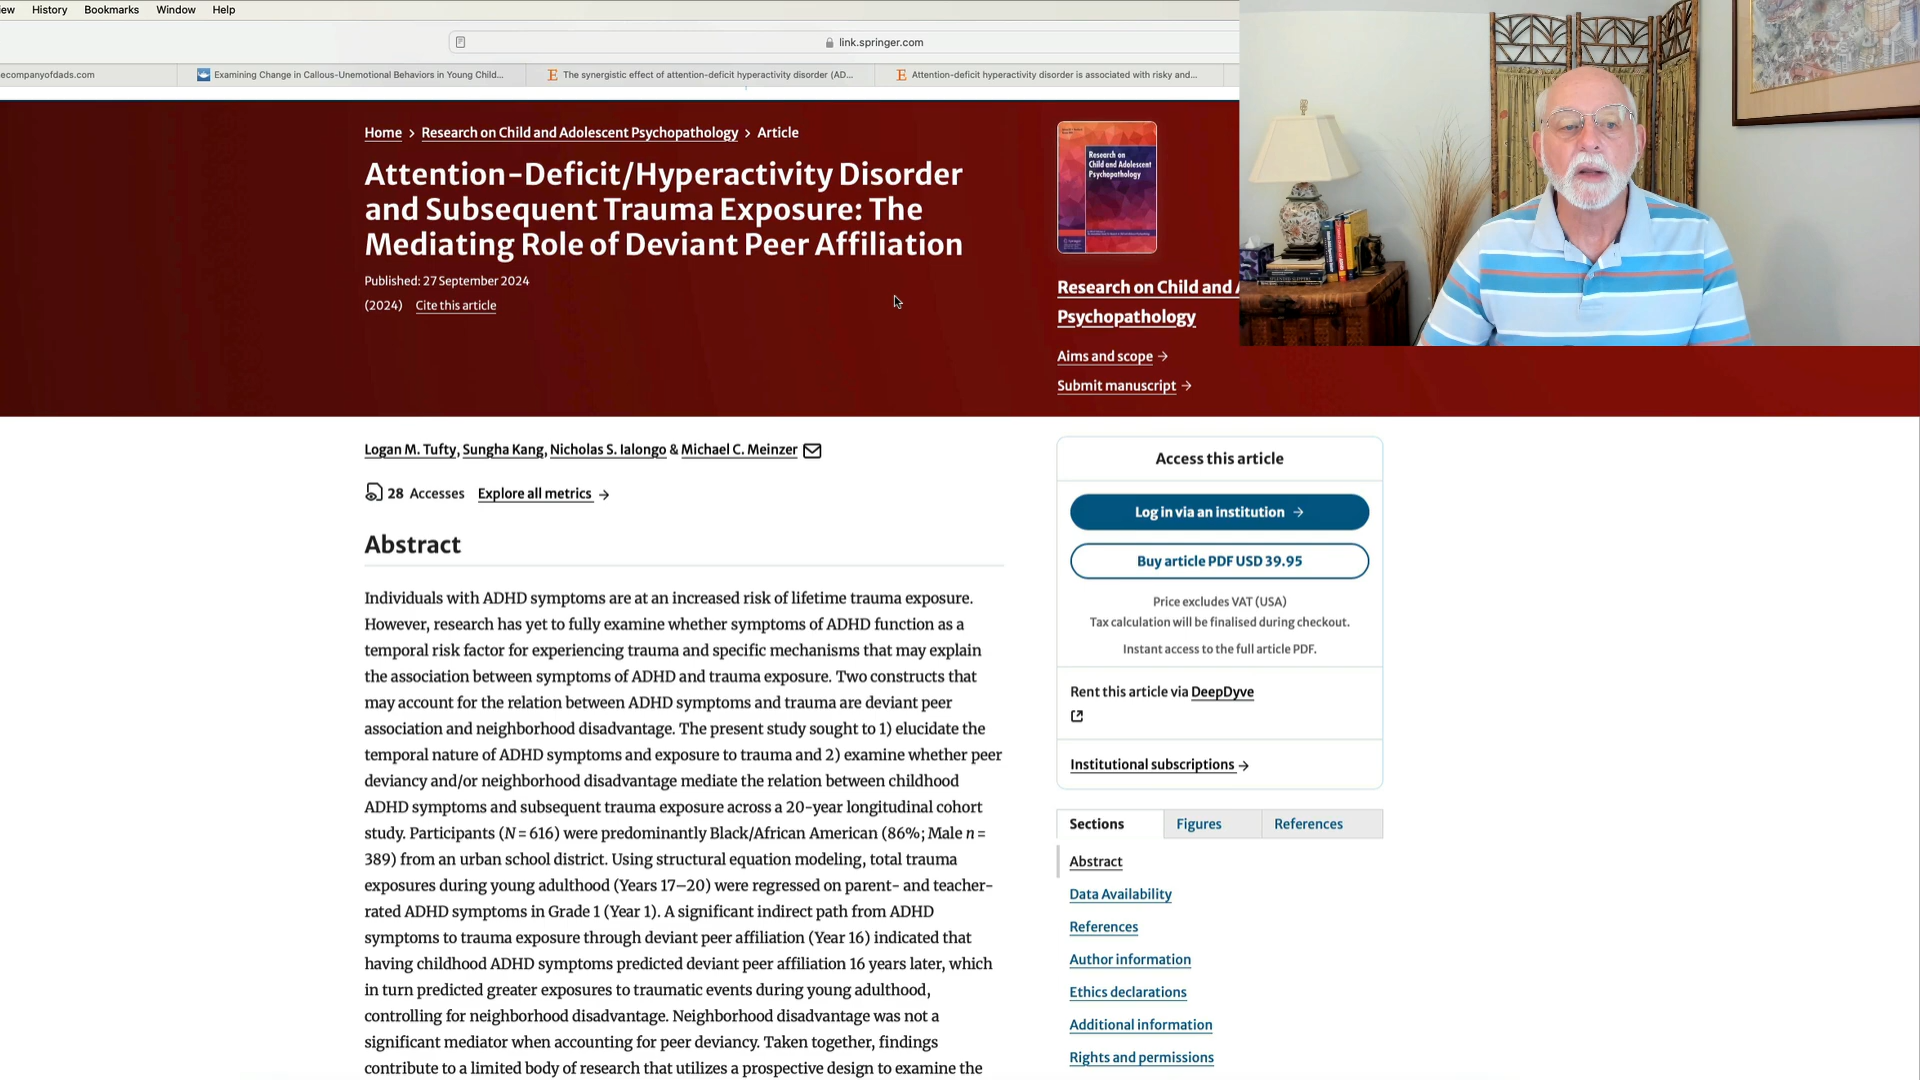 iew History Bookmarks Window Help
link.springer.com
ecompanyofdads.com
Examining Change in Callous-Unemotional Behaviors in Young Child...
The synergistic effect of attention-deficit hyperactivity disorder (AD...
Attention-deficit hyperactivity disorder is associated with risky and...
Home > Research on Child and Adolescent Psychopathology > Article
Attention-Deficit/Hyperactivity Disorder
and Subsequent Trauma Exposure: The
Mediating Role of Deviant Peer Affiliation
Published: 27 September 2024
(2024) Cite this article
Research on
Child and Adolescent
Psychopathology
Research on Child and A
Psychopathology
Aims and scope →
Submit manuscript →
Logan M. Tufty, Sungha Kang, Nicholas S. Ialongo & Michael C. Meinzer
28 Accesses Explore all metrics →
Abstract
Individuals with ADHD symptoms are at an increased risk of lifetime trauma exposure.
However, research has yet to fully examine whether symptoms of ADHD function as a
temporal risk factor for experiencing trauma and specific mechanisms that may explain
the association between symptoms of ADHD and trauma exposure. Two constructs that
may account for the relation between ADHD symptoms and trauma are deviant peer
association and neighborhood disadvantage. The present study sought to 1) elucidate the
temporal nature of ADHD symptoms and exposure to trauma and 2) examine whether peer
deviancy and/or neighborhood disadvantage mediate the relation between childhood
ADHD symptoms and subsequent trauma exposure across a 20-year longitudinal cohort
study. Participants (N = 616) were predominantly Black/African American (86%; Male n =
389) from an urban school district. Using structural equation modeling, total trauma
exposures during young adulthood (Years 17–20) were regressed on parent- and teacher-
rated ADHD symptoms in Grade 1 (Year 1). A significant indirect path from ADHD
symptoms to trauma exposure through deviant peer affiliation (Year 16) indicated that
having childhood ADHD symptoms predicted deviant peer affiliation 16 years later, which
in turn predicted greater exposures to traumatic events during young adulthood,
controlling for neighborhood disadvantage. Neighborhood disadvantage was not a
significant mediator when accounting for peer deviancy. Taken together, findings
contribute to a limited body of research that utilizes a prospective design to examine the
Access this article
Log in via an institution →
Buy article PDF USD 39.95
Price excludes VAT (USA)
Tax calculation will be finalised during checkout.
Instant access to the full article PDF.
Rent this article via DeepDyve
Institutional subscriptions →
Sections Figures References
Abstract
Data Availability
References
Author information
Ethics declarations
Additional information
Rights and permissions